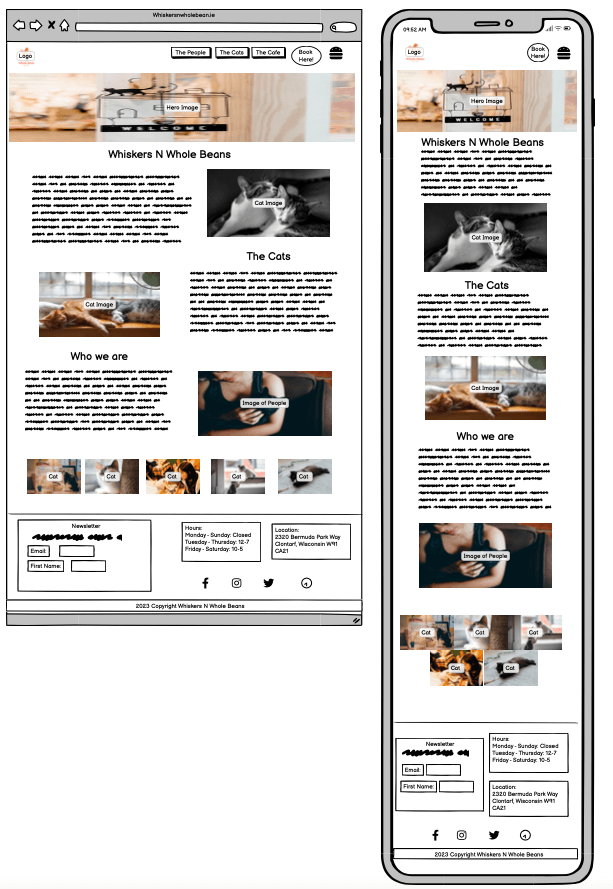 Whiskersnwholebean.ie
Logo
The People
The Cats
The Cafe
Book
Here!
Hero Image
WELCOME
Whiskers N Whole Beans
Cat Image
The Cats
Cat Image
Who we are
Image of People
Cat
Cat
Cat
Cat
Cat
Newsletter
Email
First Name:
Hours:
Monday - Sunday: Closed
Tuesday - Thursday: 12-7
Friday - Saturday: 10-5
Location:
2320 Bermuda Park Way
Clontarf, Wisconsin W91
CA21
2023 Copyright Whiskers N Whole Beans
09:52 AM
Logo
Book
Here!
Hero Image
WELCOME
Whiskers N Whole Beans
Cat Image
The Cats
Cat Image
Who we are
Image of People
Cat
Cat
Cat
Cat
Cat
Newsletter
Email
First Name:
Hours:
Monday - Sunday: Closed
Tuesday - Thursday: 12-7
Friday - Saturday: 10-5
Location:
2320 Bermuda Park Way
Clontarf, Wisconsin W91
CA21
2023 Copyright Whiskers N Whole Beans